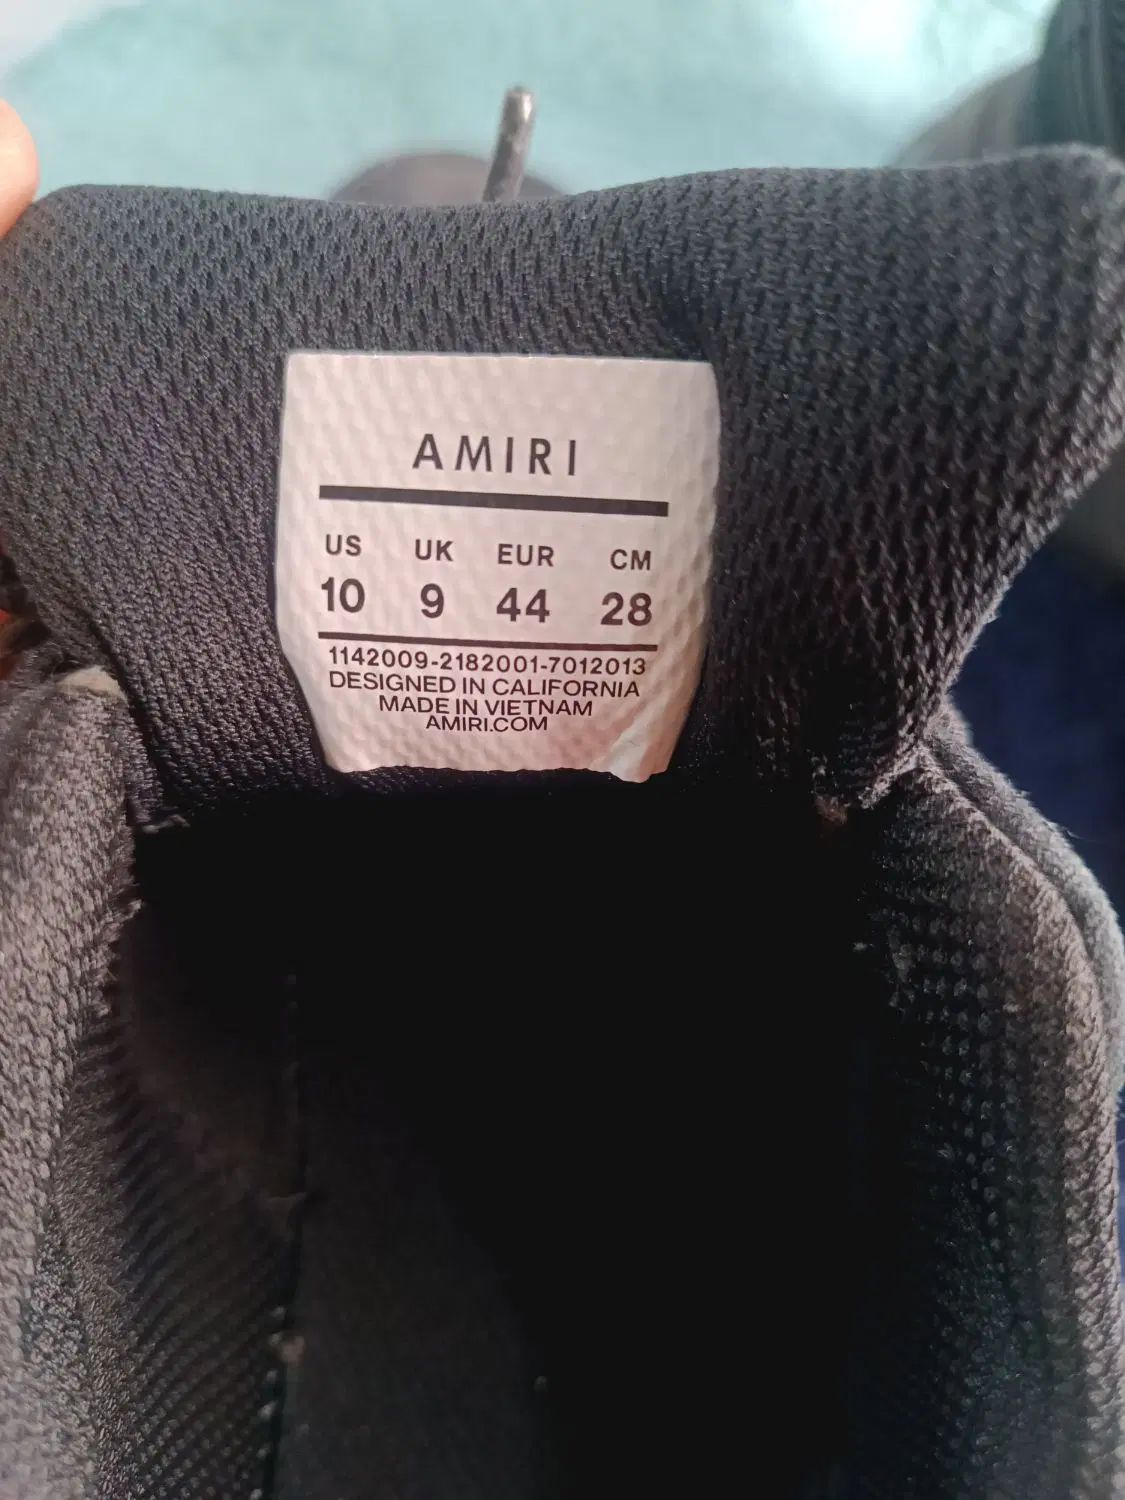 AMIRI
US UK EUR CM
10 9 44 28
1142009-2182001-7012013
DESIGNED IN CALIFORNIA
MADE IN VIETNAM
AMIRI.COM